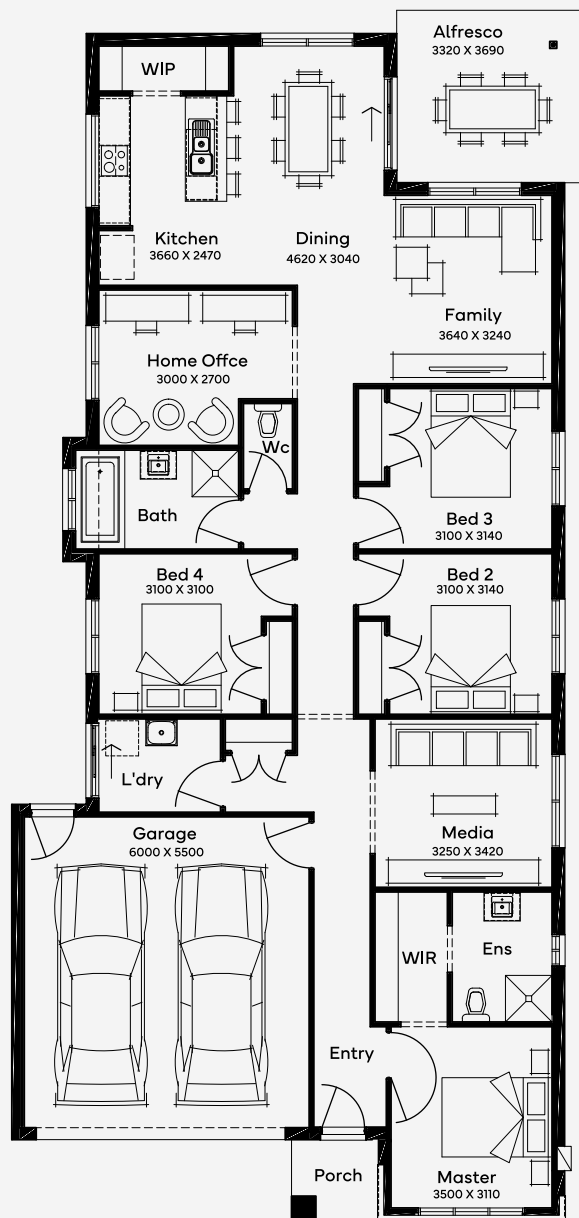 Alfresco
3320 X 3690
WIP
Kitchen
3660 X 2470
Dining
4620 X 3040
Family
3640 X 3240
Home Offce
3000 X 2700
Wc
Bath
Bed 3
3100 X 3140
Bed 4
3100 X 3100
Bed 2
3100 X 3140
L'dry
Garage
6000 X 5500
Media
3250 X 3420
WIR
Ens
Entry
Porch
Master
3500 X 3110